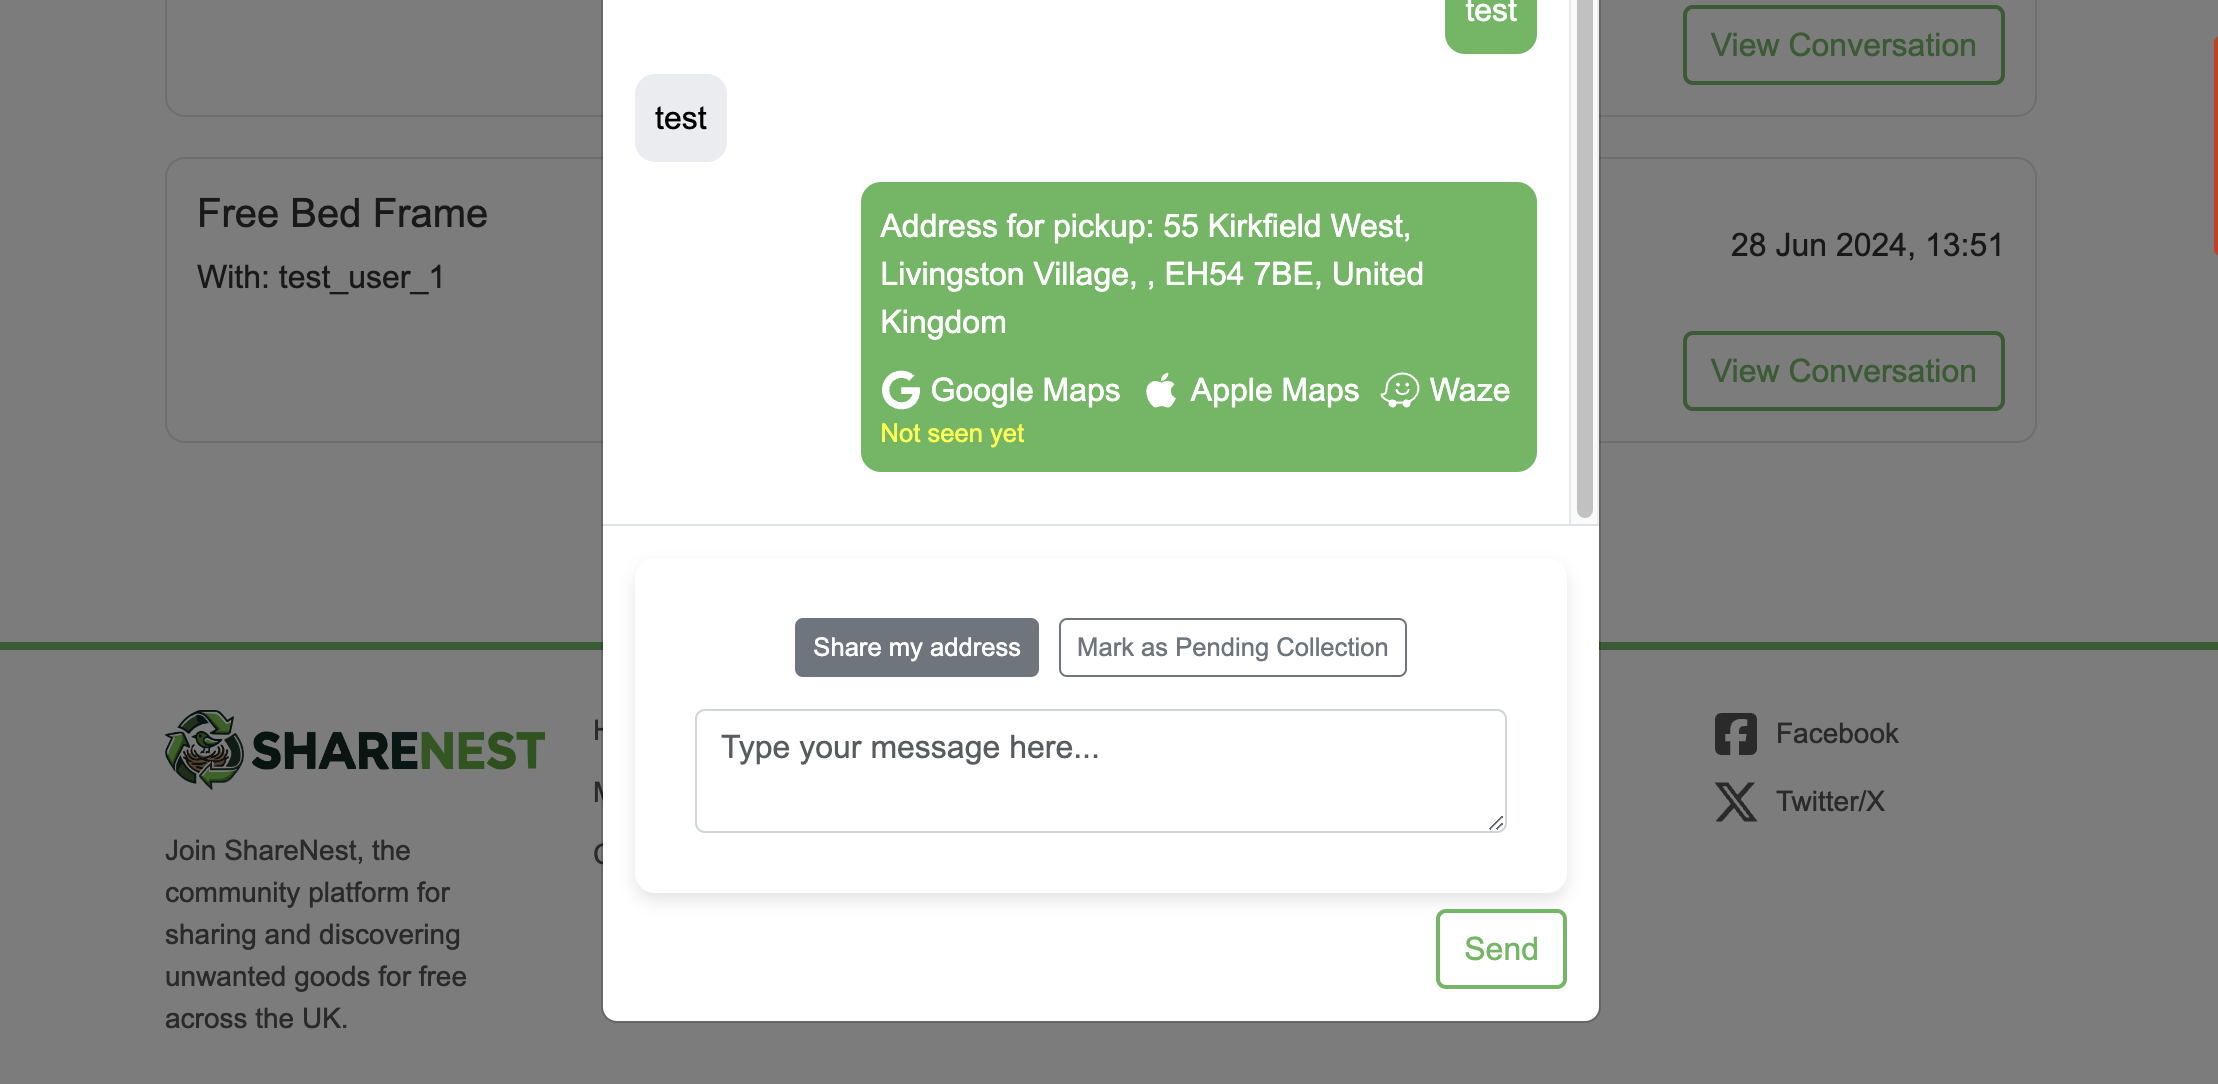 test
View Conversation
test
Free Bed Frame
With: test_user_1
28 Jun 2024, 13:51
View Conversation
Address for pickup: 55 Kirkfield West,
Livingston Village, , EH54 7BE, United
Kingdom
Google Maps Apple Maps Waze
Not seen yet
Share my address
Mark as Pending Collection
Type your message here...
Send
SHARENEST
Join ShareNest, the
community platform for
sharing and discovering
unwanted goods for free
across the UK.
Facebook
Twitter/X